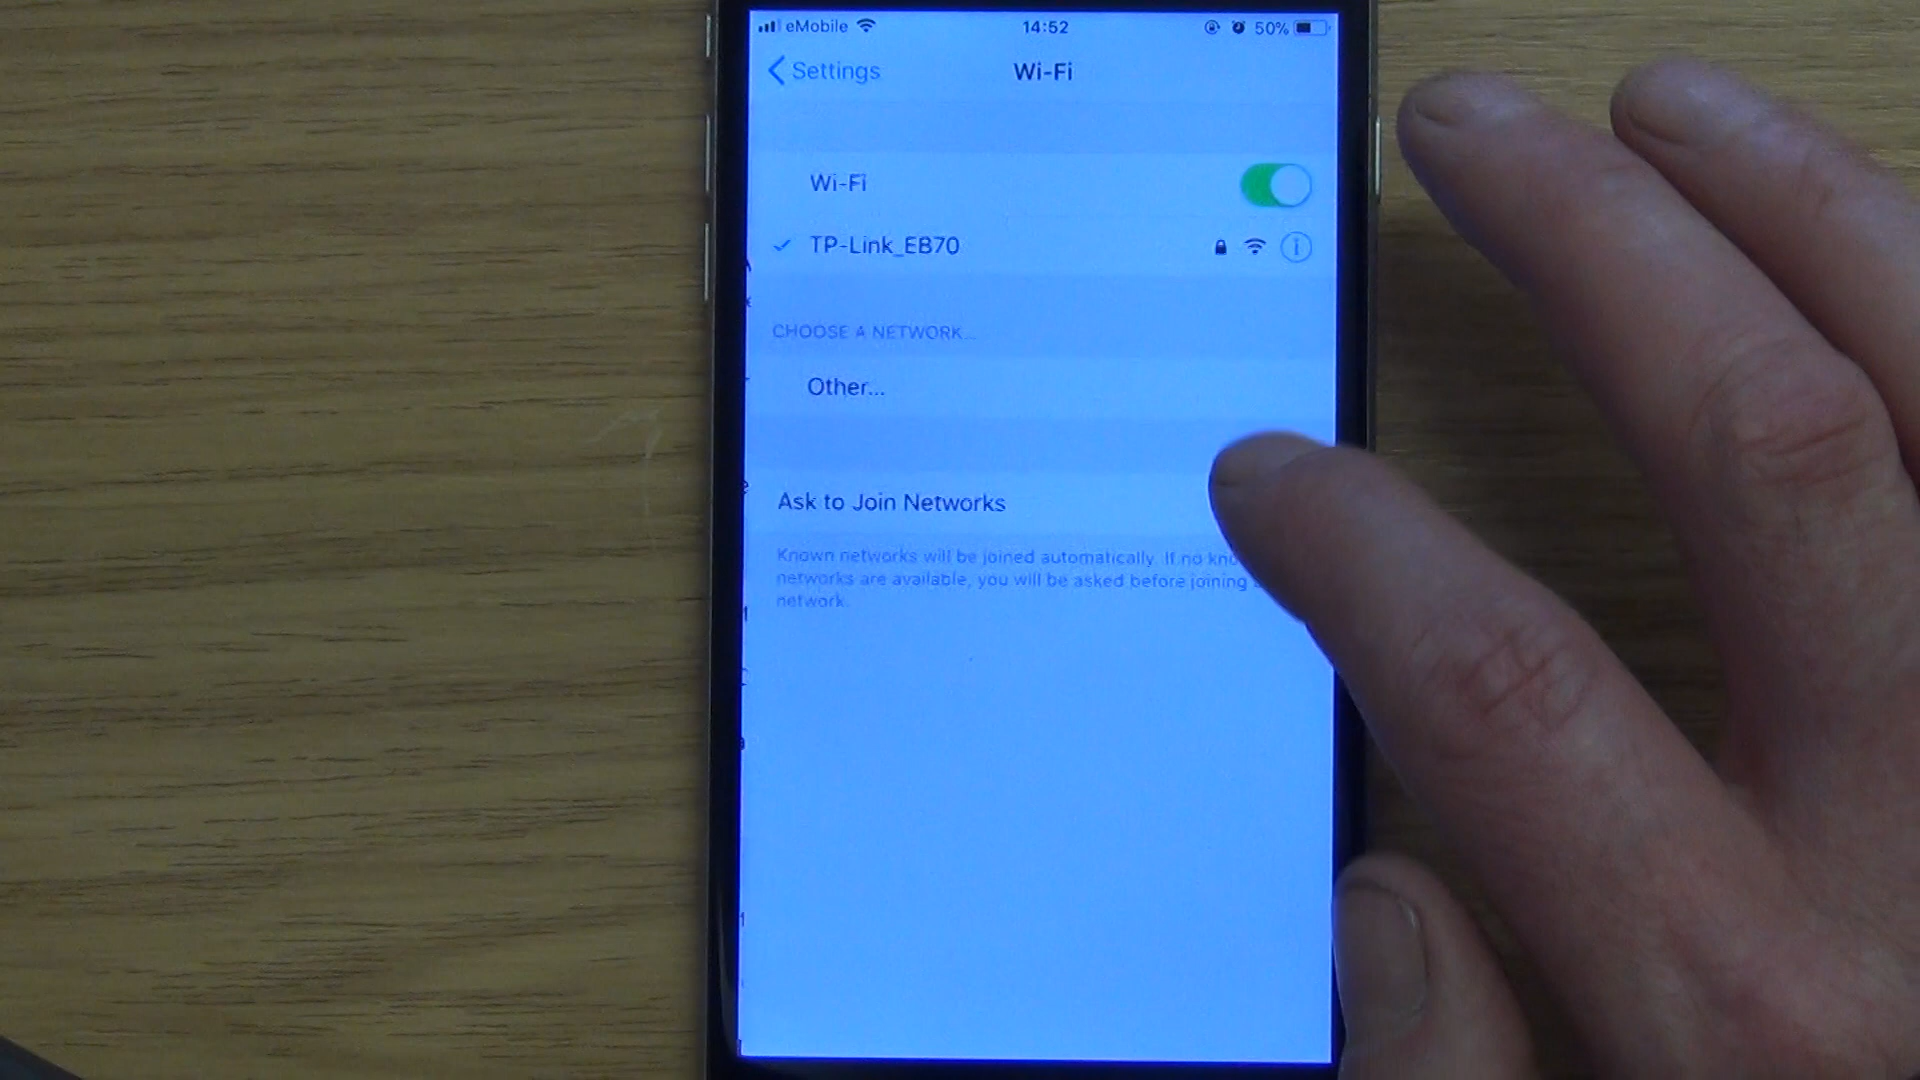 eMobile 14:52 50%
Settings Wi-Fi
Wi-Fi
TP-Link_EB70
CHOOSE A NETWORK...
Other...
Ask to Join Networks
Known networks will be joined automatically. If no
networks are available, you will be asked before joining
network.